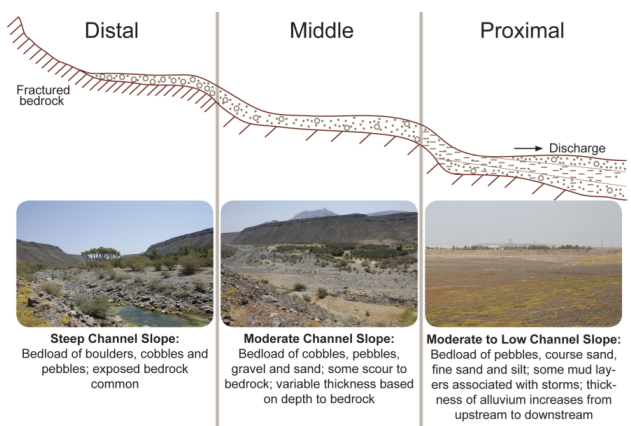 Distal
Middle
Proximal
Fractured
bedrock
Discharge
Steep Channel Slope:
Bedload of boulders, cobbles and
pebbles; exposed bedrock
common
Moderate Channel Slope:
Bedload of cobbles, pebbles,
gravel and sand; some scour to
bedrock; variable thickness based
on depth to bedrock
Moderate to Low Channel Slope:
Bedload of pebbles, course sand,
fine sand and silt; some mud lay-
ers associated with storms; thick-
ness of alluvium increases from
upstream to downstream